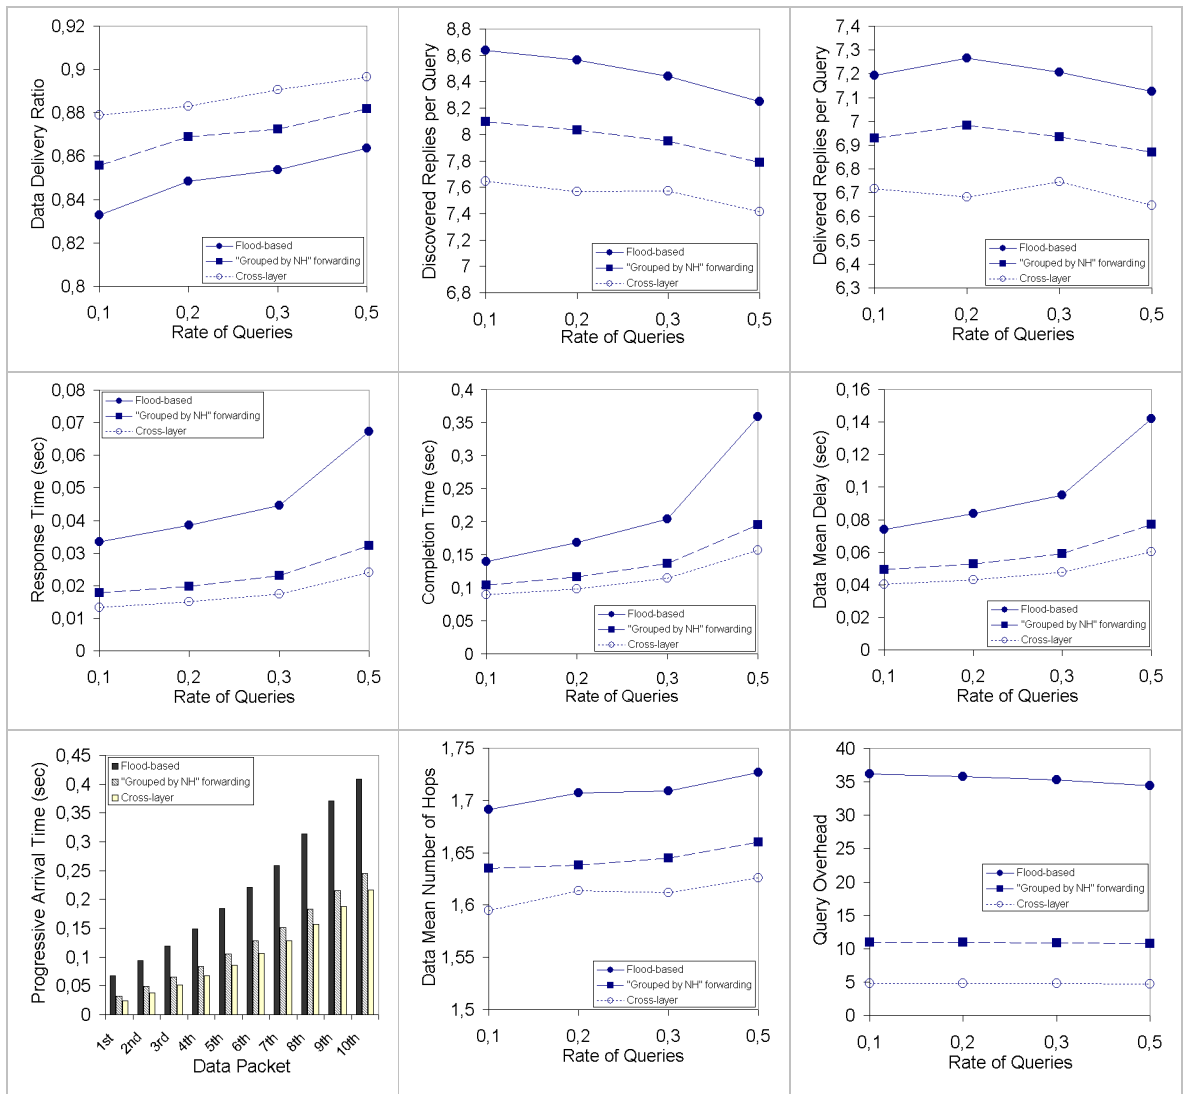 0,92
0,9
0,88
0,86
0,84
0,82
0,8
Data Delivery Ratio
Flood-based
"Grouped by NH" forwarding
Cross-layer
0,1 0,2 0,3 0,5
Rate of Queries
8,8
8,6
8,4
8,2
8
7,8
7,6
7,4
7,2
7
6,8
Discovered Replies per Query
Flood-based
"Grouped by NH" forwarding
Cross-layer
0,1 0,2 0,3 0,5
Rate of Queries
7,4
7,3
7,2
7,1
7
6,9
6,8
6,7
6,6
6,5
6,4
6,3
Delivered Replies per Query
Flood-based
"Grouped by NH" forwarding
Cross-layer
0,1 0,2 0,3 0,5
Rate of Queries
0,08
0,07
0,06
0,05
0,04
0,03
0,02
0,01
0
Response Time (sec)
Flood-based
"Grouped by NH" forwarding
Cross-layer
0,1 0,2 0,3 0,5
Rate of Queries
0,4
0,35
0,3
0,25
0,2
0,15
0,1
0,05
0
Completion Time (sec)
Flood-based
"Grouped by NH" forwarding
Cross-layer
0,1 0,2 0,3 0,5
Rate of Queries
0,16
0,14
0,12
0,1
0,08
0,06
0,04
0,02
0
Data Mean Delay (sec)
Flood-based
"Grouped by NH" forwarding
Cross-layer
0,1 0,2 0,3 0,5
Rate of Queries
0,45
0,4
0,35
0,3
0,25
0,2
0,15
0,1
0,05
0
Progressive Arrival Time (sec)
Flood-based
"Grouped by NH" forwarding
Cross-layer
1st 2nd 3rd 4th 5th 6th 7th 8th 9th 10th
Data Packet
1,75
1,7
1,65
1,6
1,55
1,5
Data Mean Number of Hops
Flood-based
"Grouped by NH" forwarding
Cross-layer
0,1 0,2 0,3 0,5
Rate of Queries
40
35
30
25
20
15
10
5
0
Query Overhead
Flood-based
"Grouped by NH" forwarding
Cross-layer
0,1 0,2 0,3 0,5
Rate of Queries